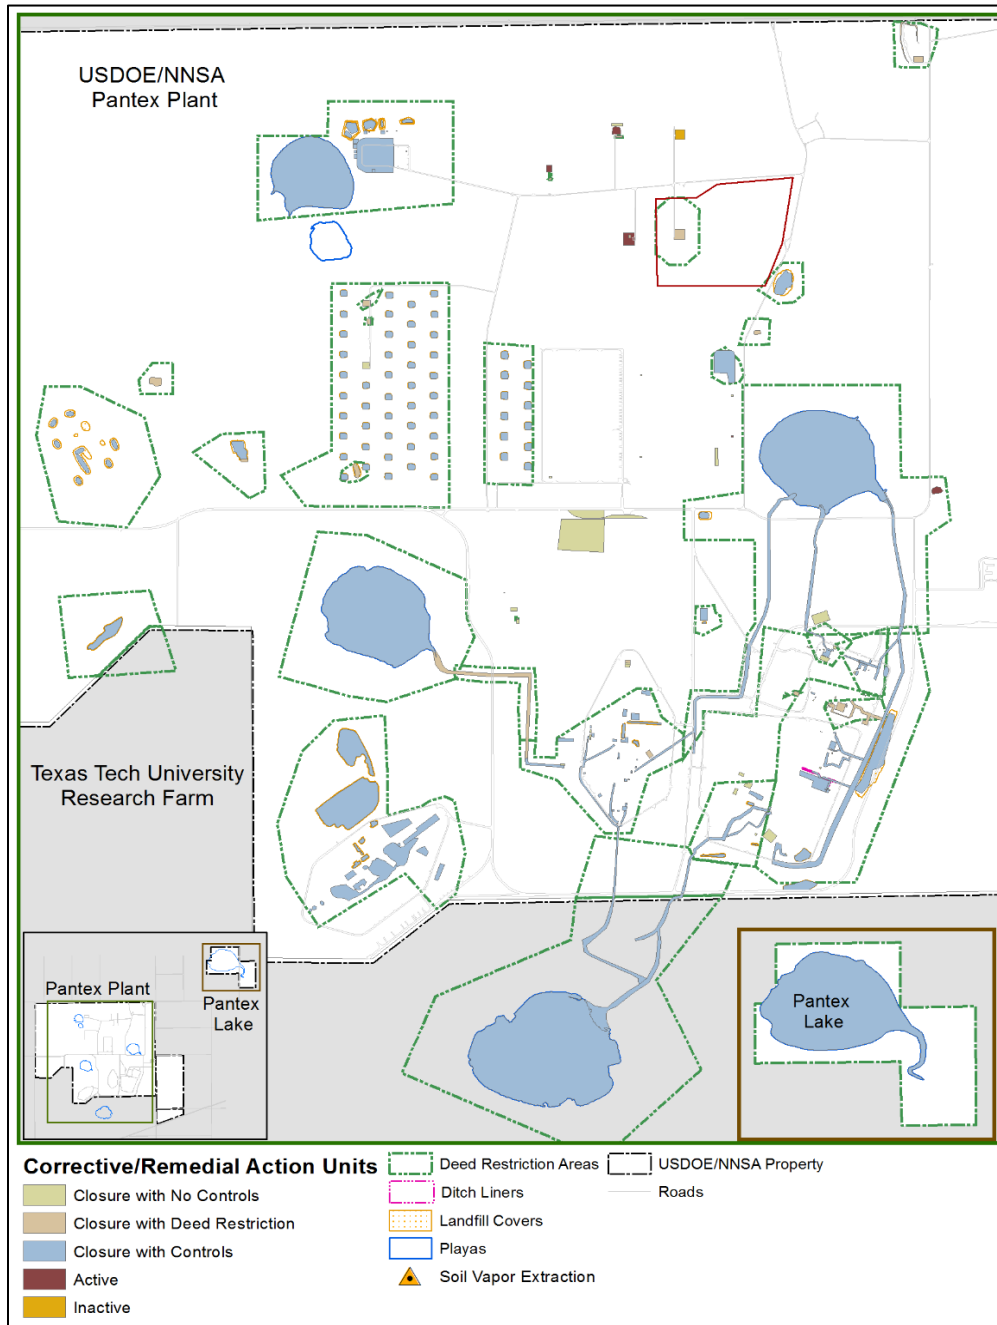 USDOE/NNSA
Pantex Plant
Texas Tech University
Research Farm
Pantex Plant
Pantex
Lake
Pantex
Lake
Corrective/Remedial Action Units
Closure with No Controls
Closure with Deed Restriction
Closure with Controls
Active
Inactive
Deed Restriction Areas
Ditch Liners
Landfill Covers
Playas
Soil Vapor Extraction
USDOE/NNSA Property
Roads